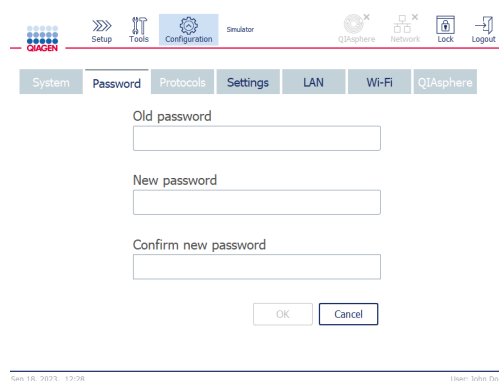 QIAGEN
Setup Tools Configuration Simulator QIAsphere Network Lock Logout
System Password Protocols Settings LAN Wi-Fi QIAsphere
Old password
New password
Confirm new password
OK Cancel
Sep 18, 2023, 12:28 User: John Do